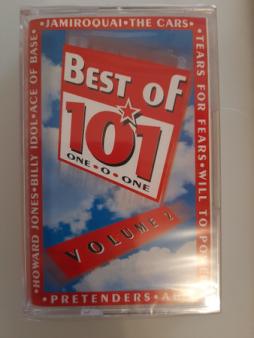 •JAMIROQUAI•THE CARS•
•TEARS FOR FEARS•WILL TO
•HOWARD JONES•BILLY IDOL•ACE OF BASE•
BEST OF
101
ONE•O•ONE
VOLUME 2
•PRETENDERS•